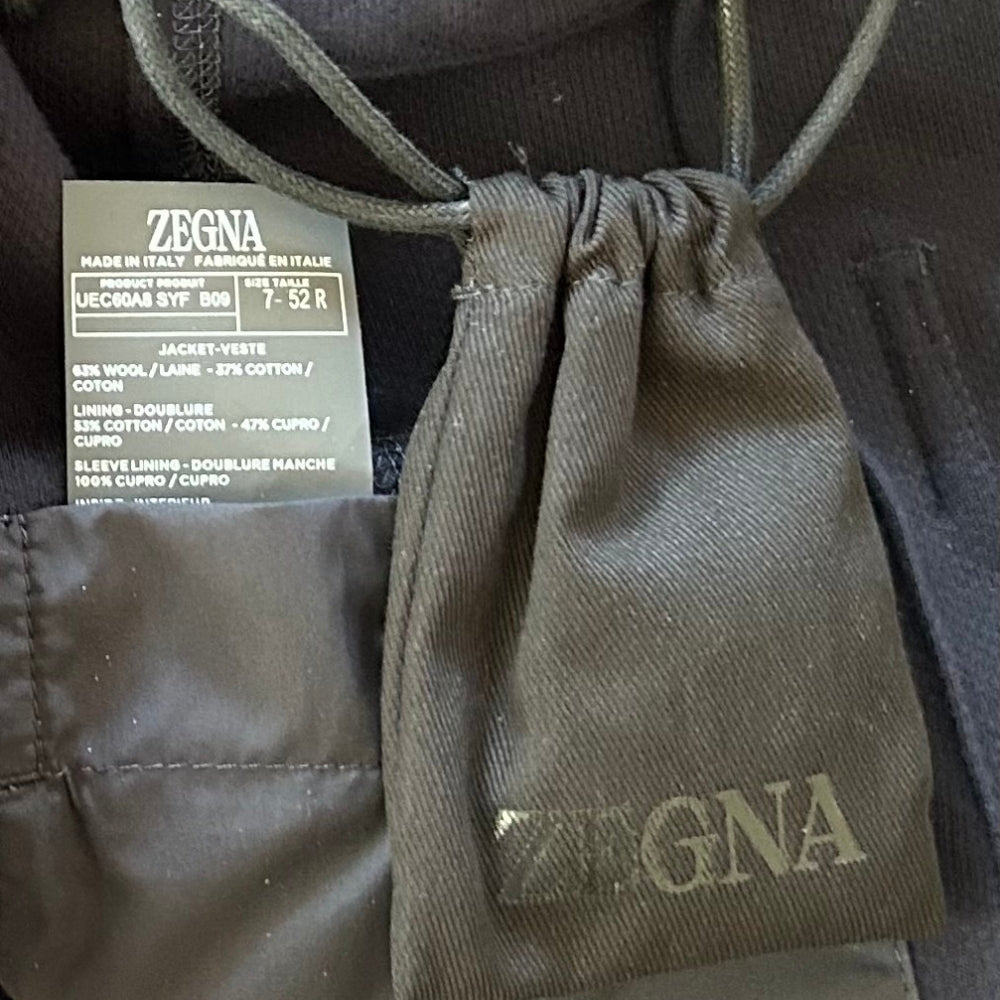 ZEGNA
MADE IN ITALY FABRIQUÉ EN ITALIE
PRODUCT PRODUIT SIZE TAILLE
UEC60A8 SYF B09 7- 52 R
JACKET-VESTE
63% WOOL / LAINE - 37% COTTON /
COTON
LINING - DOUBLURE
53% COTTON / COTON - 47% CUPRO /
CUPRO
SLEEVE LINING - DOUBLURE MANCHE
100% CUPRO / CUPRO
INSIDE - INTERIEUR
ZEGNA